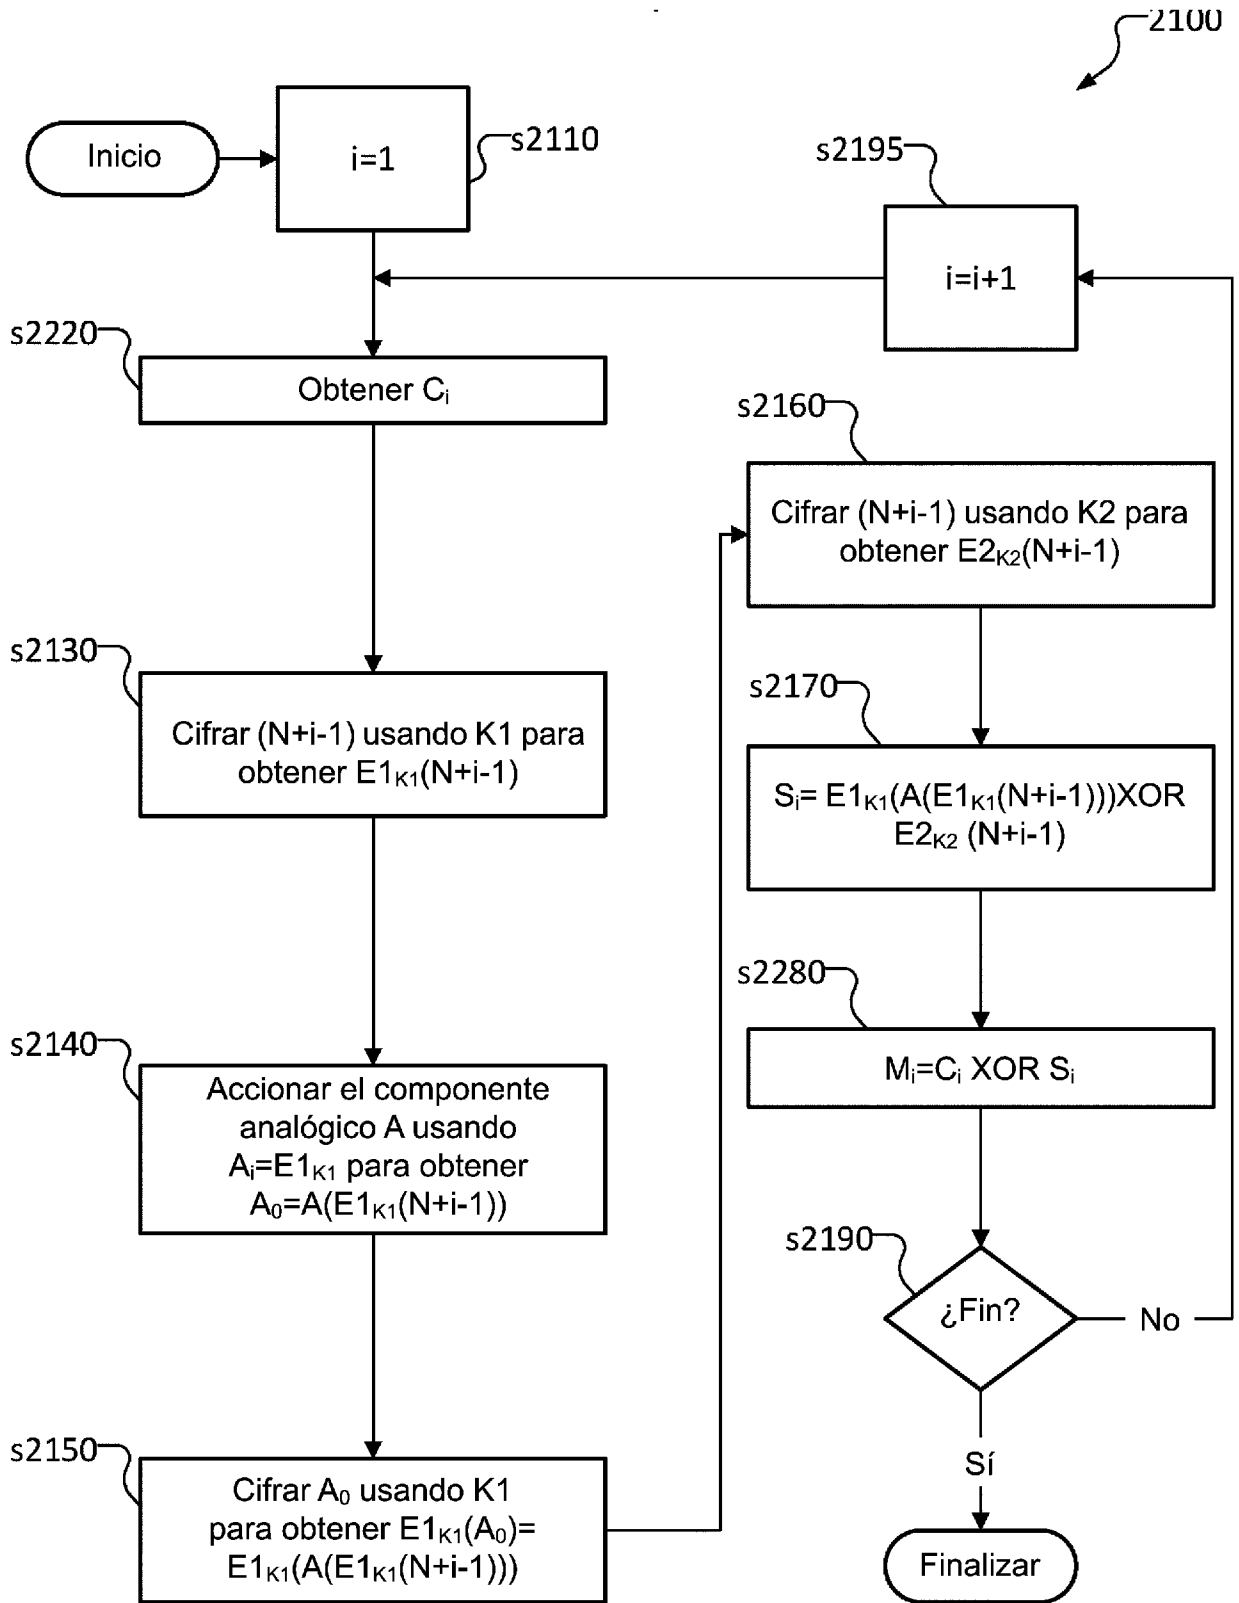 2100
Inicio
i=1
s2110
s2195
i=i+1
s2220
Obtener Cᵢ
s2130
Cifrar (N+i-1) usando K1 para
obtener E1K1(N+i-1)
s2140
Accionar el componente
analógico A usando
Aᵢ=E1K1 para obtener
A₀=A(E1K1(N+i-1))
s2150
Cifrar A₀ usando K1
para obtener E1K1(A₀)=
E1K1(A(E1K1(N+i-1)))
s2160
Cifrar (N+i-1) usando K2 para
obtener E2K2(N+i-1)
s2170
Sᵢ= E1K1(A(E1K1(N+i-1)))XOR
E2K2 (N+i-1)
s2280
Mᵢ=Cᵢ XOR Sᵢ
s2190
¿Fin?
No
Sí
Finalizar